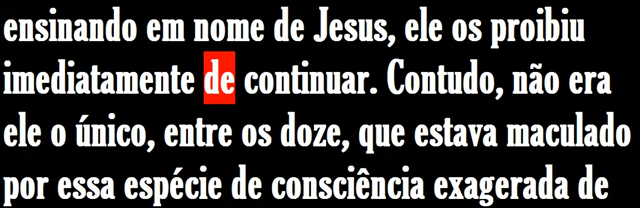 ensinando em nome de Jesus, ele os proibiu
imediatamente de continuar. Contudo, não era
ele o único, entre os doze, que estava maculado
por essa espécie de consciência exagerada de